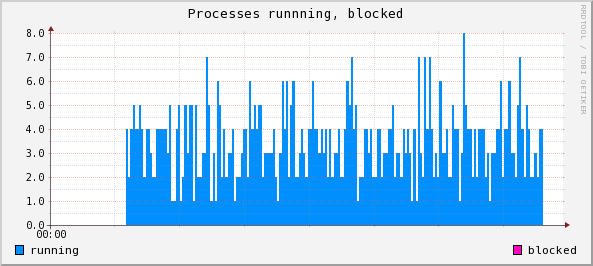 Processes runnning, blocked
RRDTOOL / TOBI OETIKER
8.0
7.0
6.0
5.0
4.0
3.0
2.0
1.0
0.0
00:00
running
blocked